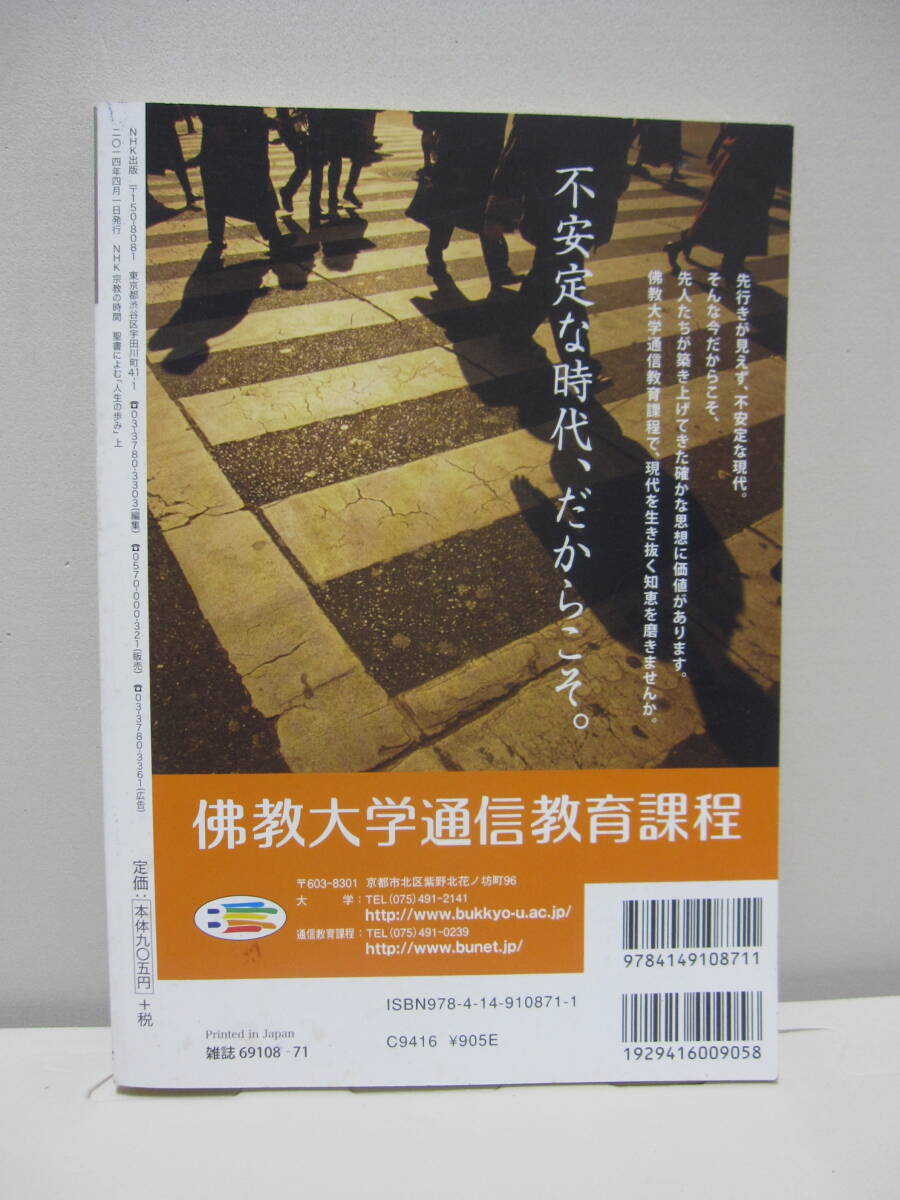 NHK出版 〒150-8081 東京都渋谷区宇田川町41-1 ☎03-3780-3303(編集) ☎0570-000-321(販売) ☎03-3780-3361(広告)
二〇一四年四月一日発行 NHK宗教の時間 聖書によむ「人生の歩み」上
定価:本体九〇五円+税
不安定な時代、だからこそ。
先行きが見えず、不安定な現代。
そんな今だからこそ、
先人たちが築き上げてきた確かな思想に価値があります。
佛教大学通信教育課程で、現代を生き抜く知恵を磨きませんか。
佛教大学通信教育課程
〒603-8301 京都市北区紫野北花ノ坊町96
大学:TEL(075)491-2141
http://www.bukkyo-u.ac.jp/
通信教育課程:TEL(075)491-0239
http://www.bunet.jp/
9784149108711
ISBN978-4-14-910871-1
C9416 ¥905E
1929416009058
Printed in Japan
雑誌 69108-71